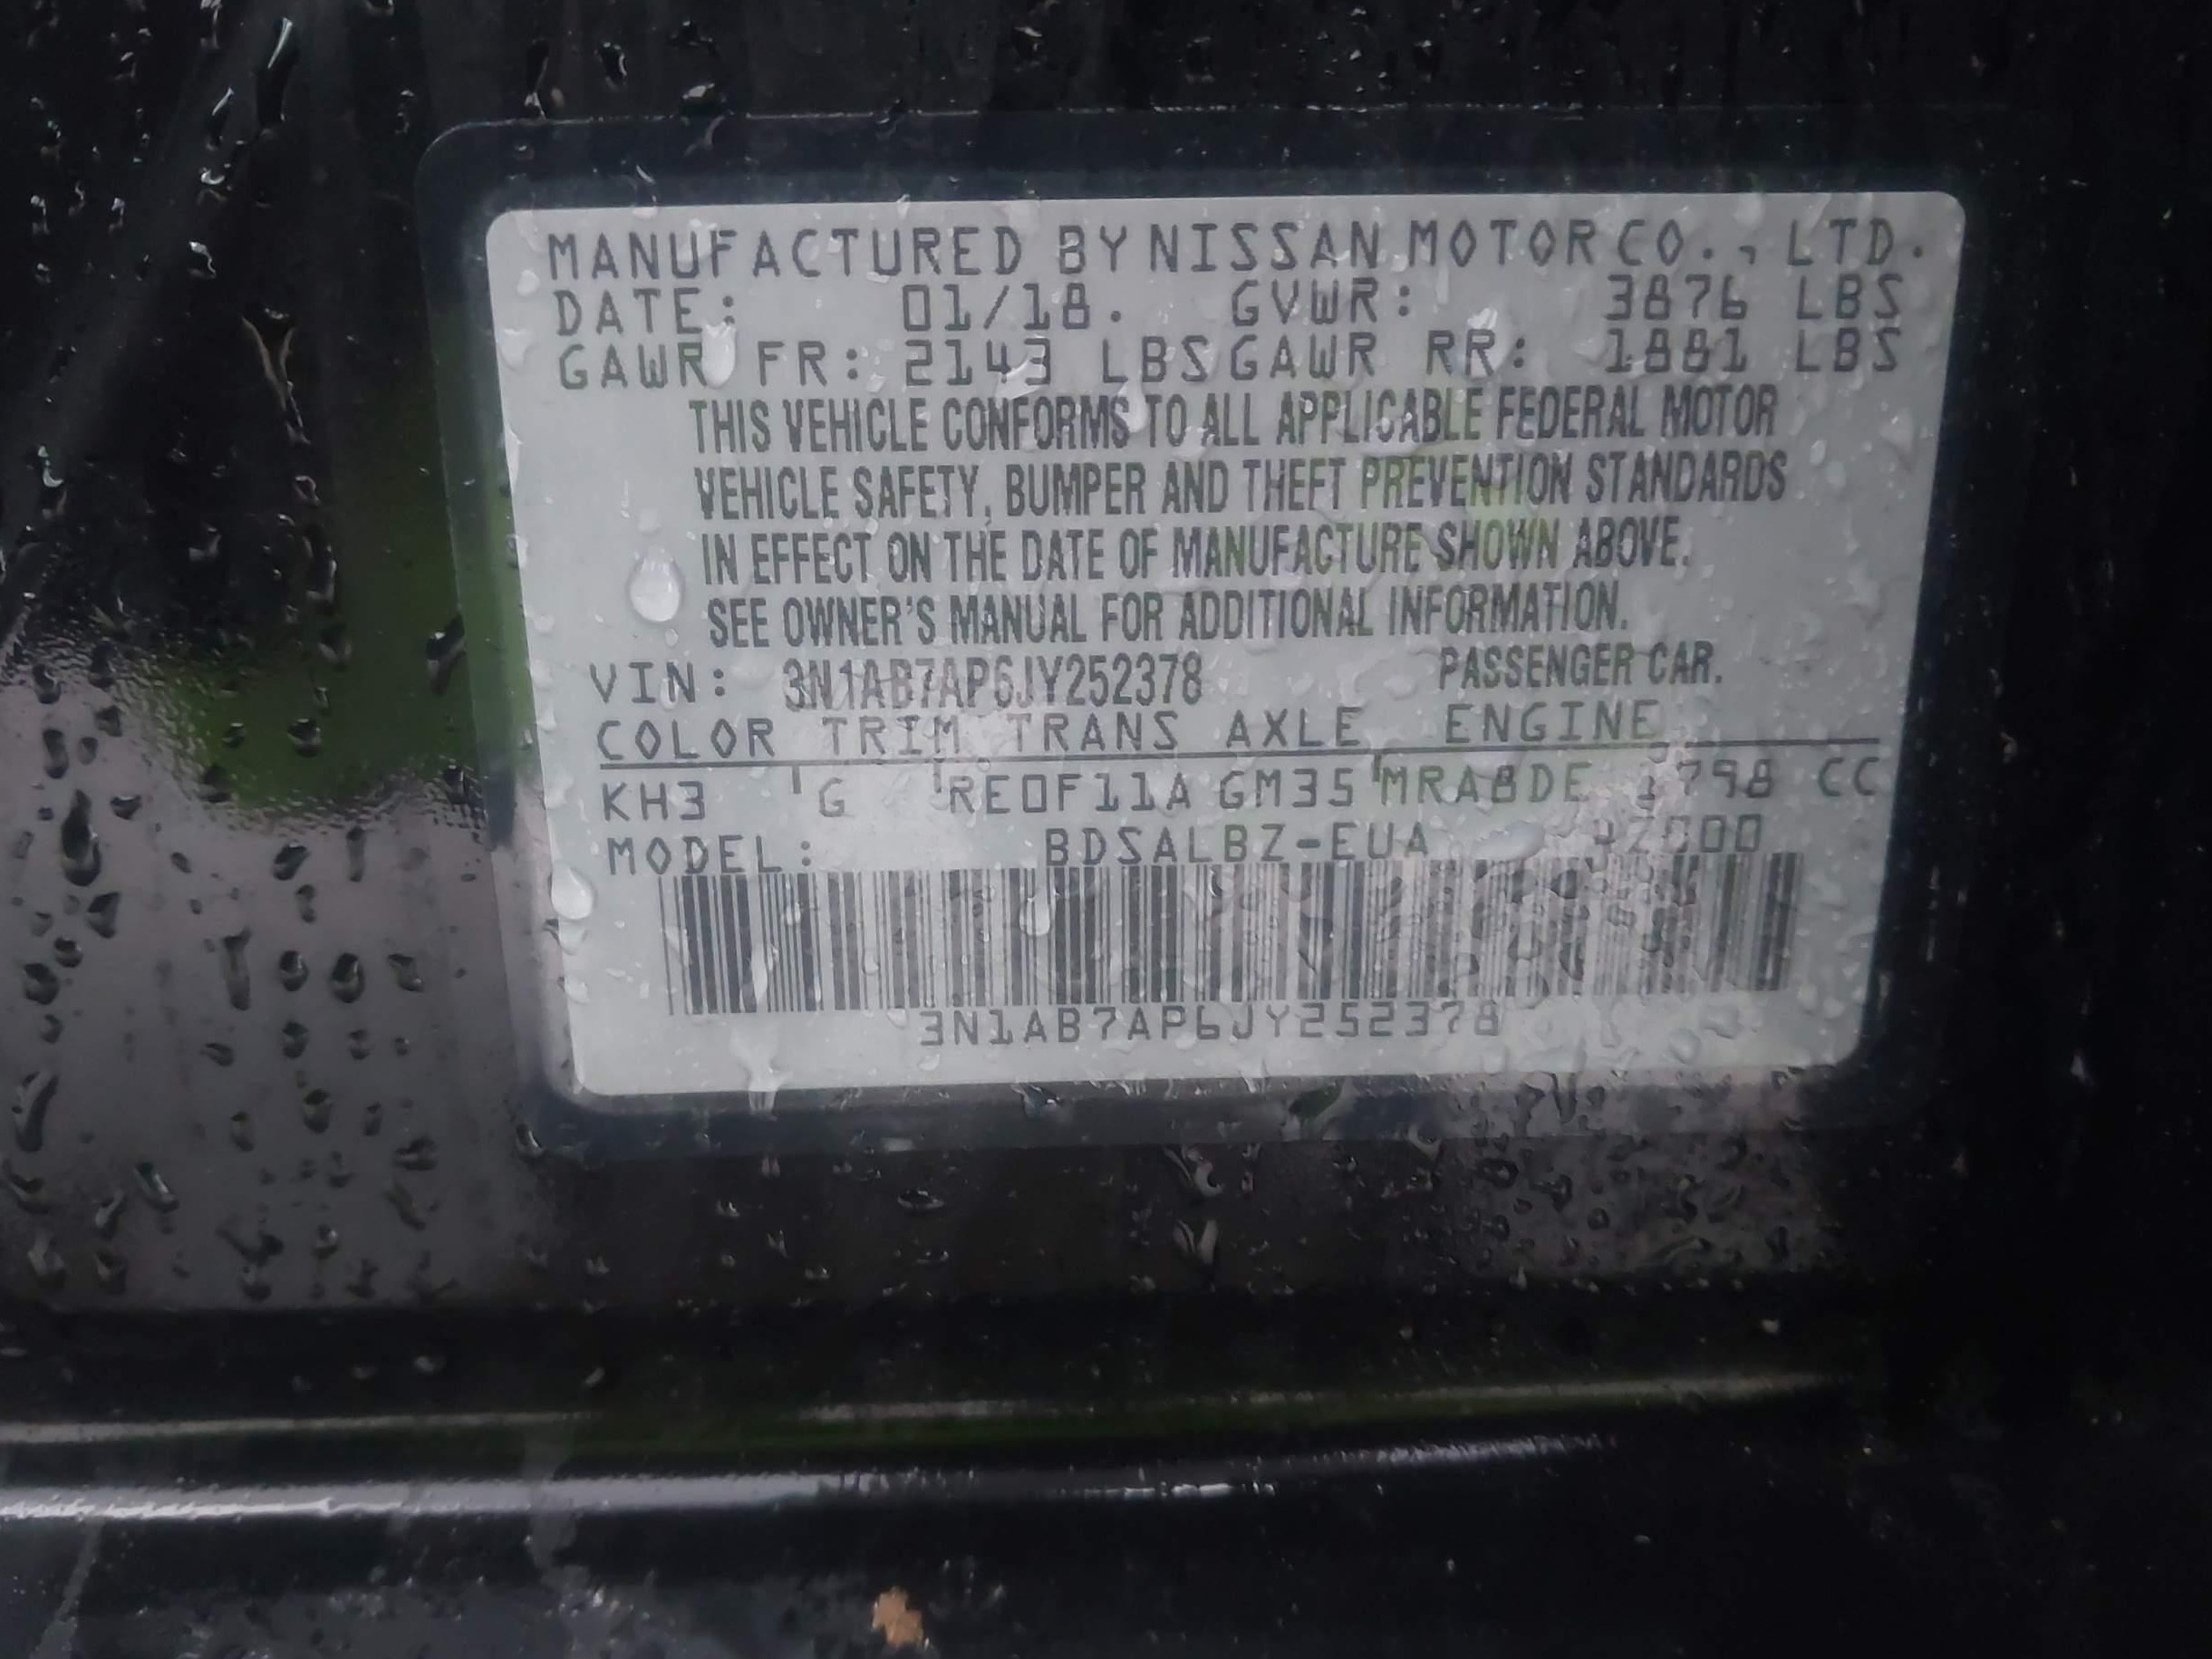 MANUFACTURED BY NISSAN MOTOR CO., LTD.
DATE: 01/18. GVWR: 3876 LBS
GAWR FR: 2143 LBS GAWR RR: 1881 LBS
THIS VEHICLE CONFORMS TO ALL APPLICABLE FEDERAL MOTOR
VEHICLE SAFETY, BUMPER AND THEFT PREVENTION STANDARDS
IN EFFECT ON THE DATE OF MANUFACTURE SHOWN ABOVE.
SEE OWNER'S MANUAL FOR ADDITIONAL INFORMATION.
VIN: 3N1AB7AP6JY252378 PASSENGER CAR.
COLOR TRIM TRANS AXLE ENGINE
KH3 G RE0F11A GM35 MRA8DE 1798 CC
MODEL: BDSALBZ-EUA
3N1AB7AP6JY252378